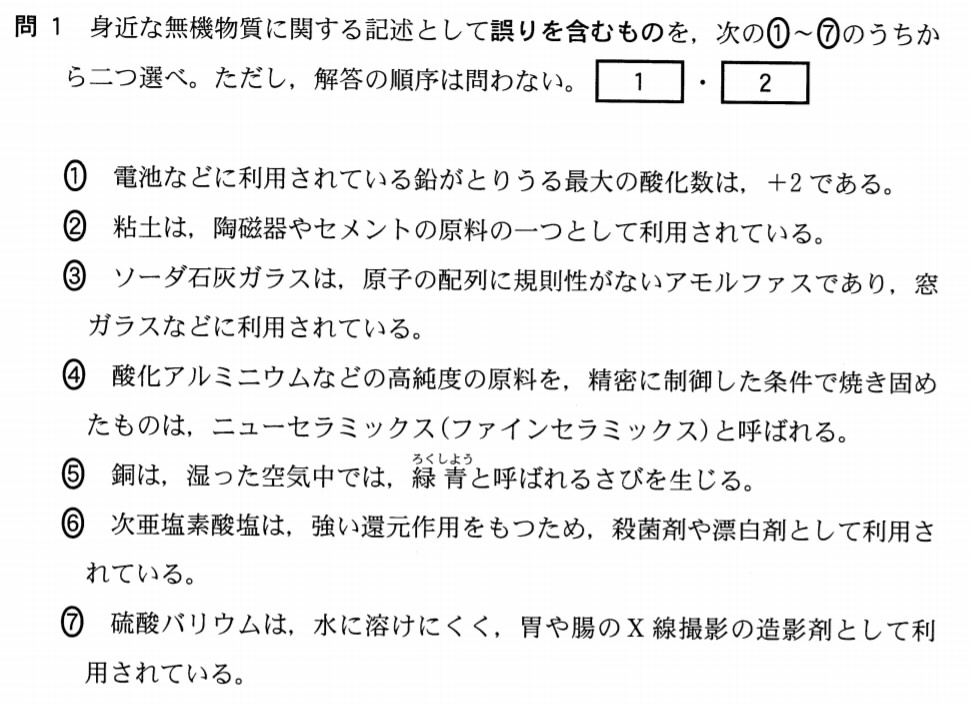 問 1 身近な無機物質に関する記述として誤りを含むものを，次の①～⑦のうちか
ら二つ選べ。ただし，解答の順序は問わない。 1 ・ 2
① 電池などに利用されている鉛がとりうる最大の酸化数は，＋2 である。
② 粘土は，陶磁器やセメントの原料の一つとして利用されている。
③ ソーダ石灰ガラスは，原子の配列に規則性がないアモルファスであり，窓
ガラスなどに利用されている。
④ 酸化アルミニウムなどの高純度の原料を，精密に制御した条件で焼き固め
たものは，ニューセラミックス(ファインセラミックス)と呼ばれる。
ろくしよう
⑤ 銅は，湿った空気中では，緑青と呼ばれるさびを生じる。
⑥ 次亜塩素酸塩は，強い還元作用をもつため，殺菌剤や漂白剤として利用さ
れている。
⑦ 硫酸バリウムは，水に溶けにくく，胃や腸の X 線撮影の造影剤として利
用されている。